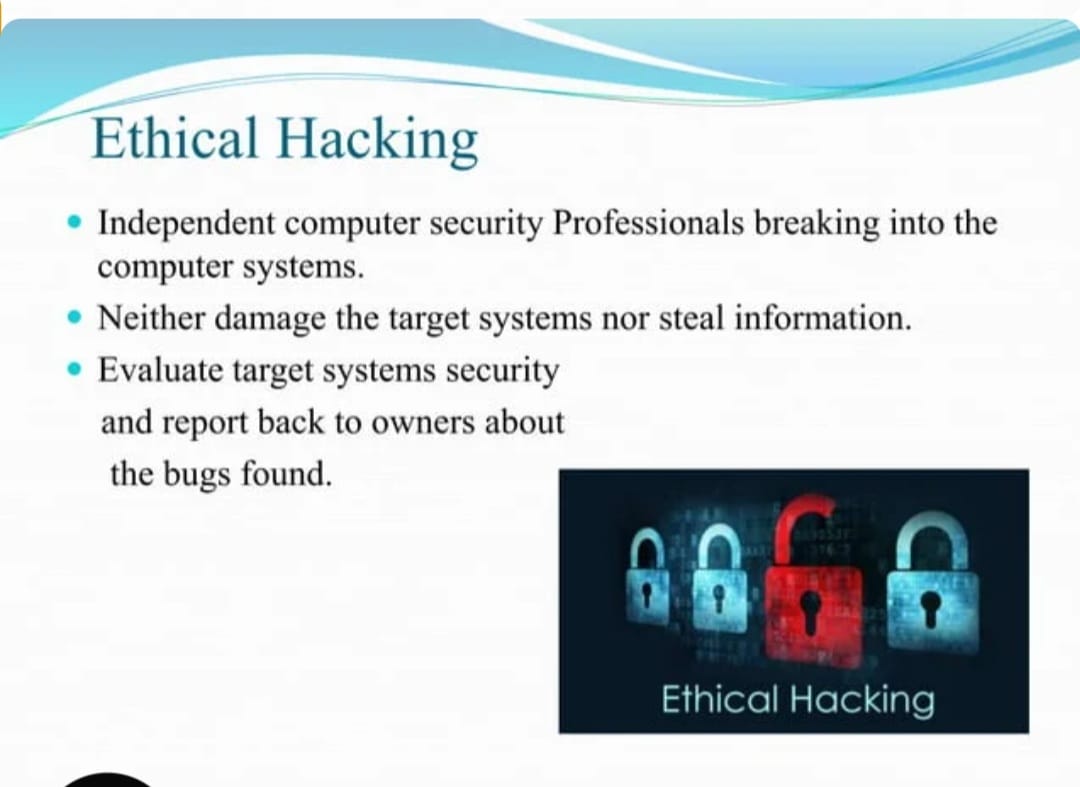 Ethical Hacking
• Independent computer security Professionals breaking into the
computer systems.
• Neither damage the target systems nor steal information.
• Evaluate target systems security
and report back to owners about
the bugs found.
Ethical Hacking